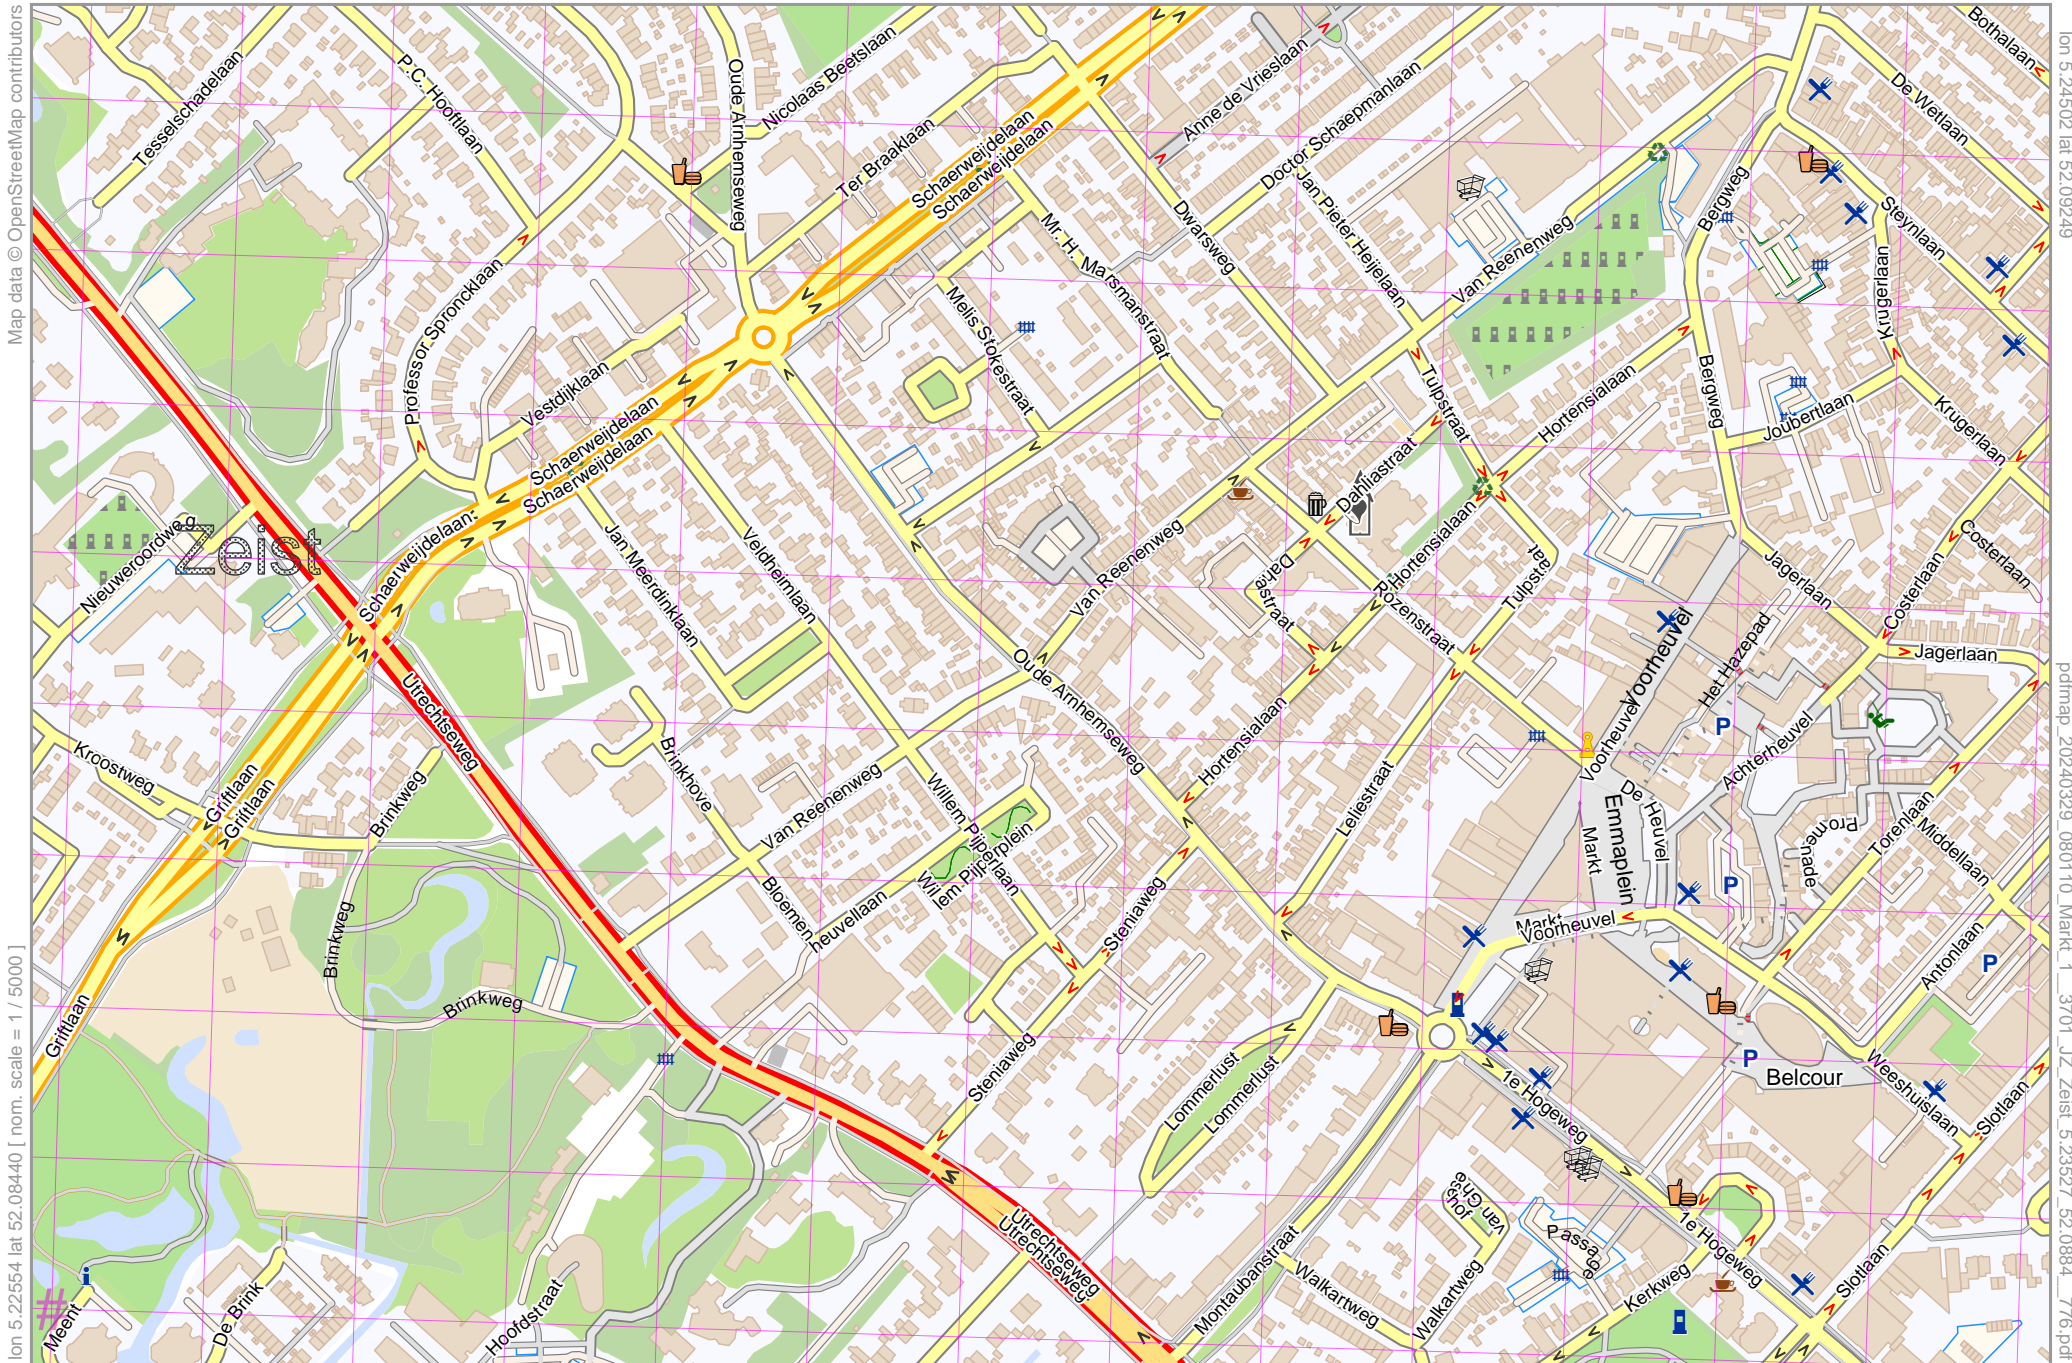 Map data © OpenStreetMap contributors
lon 5.22554 lat 52.08440 [ nom. scale = 1 / 5000 ]
lon 5.24502 lat 52.09249
Bothalaan
Tesselschadelaan
P.C. Hooftlaan
Oude Arnhemseweg
Nicolaas Beetslaan
Ter Braaklaan
Schaerweijdelaan
Schaerweijdelaan
Anne de Vrieslaan
Doctor Schaepmanlaan
De Wetlaan
Steynlaan
Bergweg
Krugerlaan
Jan Pieter Heijelaan
Dwarsweg
Mr. H. Marsmanstraat
Van Reenenweg
Professor Sproncklaan
Melis Stokestraat
Vestdijklaan
Schaerweijdelaan
Schaerweijdelaan
Tulpstraat
Hortensialaan
Bergweg
Joubertlaan
Krugerlaan
Dahliastraat
Zeist
Nieuweroordweg
Schaerweijdelaan
Jan Meerdinklaan
Veldheimlaan
Van Reenenweg
Dahliastraat
Hortensialaan
Rozenstraat
Tulpstraat
Jagerlaan
Costerlaan
Costerlaan
Jagerlaan
Voorheuvel
Het Hazepad
Utrechtseweg
Oude Arnhemseweg
Hortensialaan
Kroostweg
Griftlaan
Griftlaan
Brinkweg
Brinkhove
Van Reenenweg
Willem Pijperlaan
Willem Pijperplein
Leliestraat
Voorheuvel
Achterheuvel
De Heuvel
Emmaplein
Markt
Promenade
Torenlaan
Middellaan
P
P
P
P
Bloemenheuvellaan
Steniaweg
Markt
Voorheuvel
Antonlaan
Brinkweg
Brinkweg
Griftlaan
Steniaweg
Lommerlust
Lommerlust
1e Hogeweg
Belcour
Weeshuislaan
Slotlaan
Utrechtseweg
Utrechtseweg
Montaubanstraat
Van Gheselhof
Passage
1e Hogeweg
Walkartweg
Walkartweg
Kerkweg
Slotlaan
Meent
De Brink
Hoofdstraat